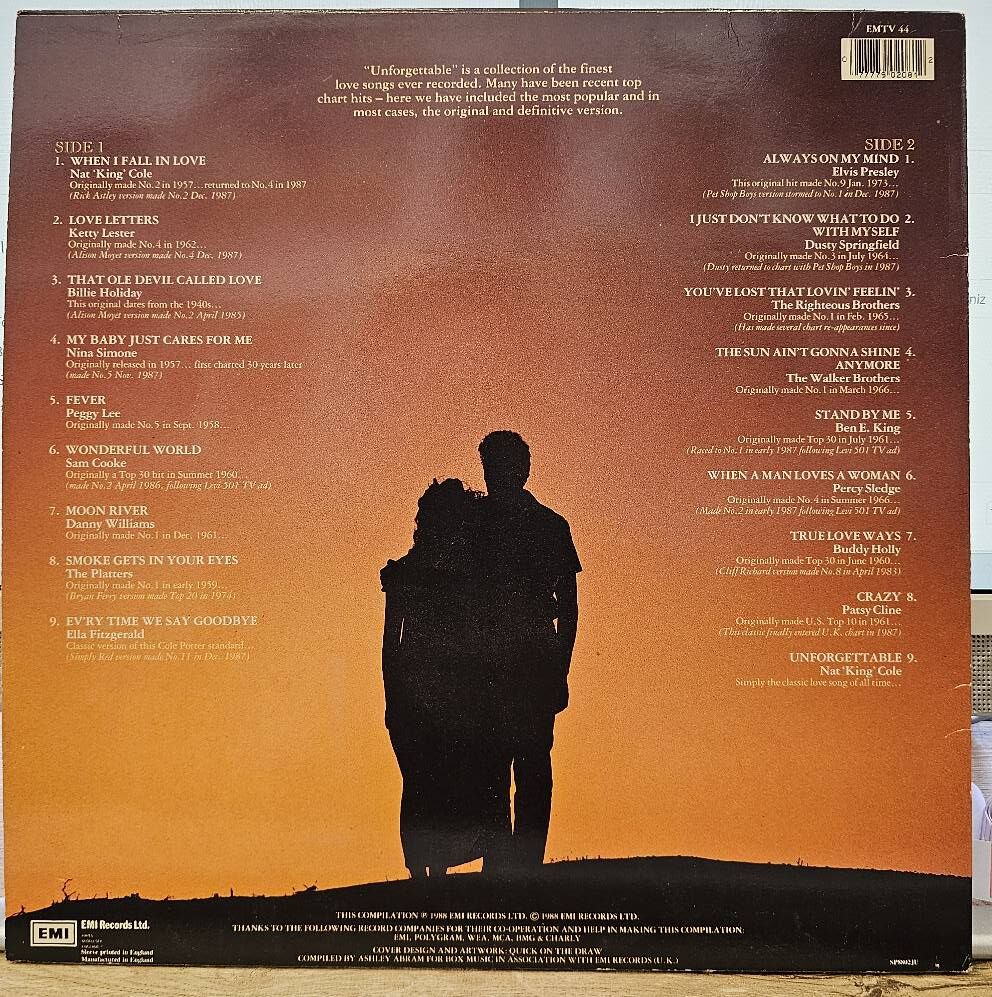 EMTV 44
0 77775 02081 2
"Unforgettable" is a collection of the finest
love songs ever recorded. Many have been recent top
chart hits – here we have included the most popular and in
most cases, the original and definitive version.
SIDE 1
1. WHEN I FALL IN LOVE
Nat 'King' Cole
Originally made No. 2 in 1957... returned to No. 4 in 1987
(Rick Astley version made No. 2 Dec. 1987)
2. LOVE LETTERS
Ketty Lester
Originally made No. 4 in 1962...
(Alison Moyet version made No. 4 Dec. 1987)
3. THAT OLE DEVIL CALLED LOVE
Billie Holiday
This original dates from the 1940s...
(Alison Moyet version made No. 2 April 1985)
4. MY BABY JUST CARES FOR ME
Nina Simone
Originally released in 1957... first charted 30 years later
(made No. 5 Nov. 1987)
5. FEVER
Peggy Lee
Originally made No. 5 in Sept. 1958...
6. WONDERFUL WORLD
Sam Cooke
Originally a Top 30 hit in Summer 1960...
(made No. 2 April 1986, following Levi 501 TV ad)
7. MOON RIVER
Danny Williams
Originally made No. 1 in Dec. 1961...
8. SMOKE GETS IN YOUR EYES
The Platters
Originally made No. 1 in early 1959...
(Bryan Ferry version made Top 20 in 1974)
9. EV'RY TIME WE SAY GOODBYE
Ella Fitzgerald
Classic version of this Cole Porter standard...
(Simply Red version made No. 11 in Dec. 1987)
SIDE 2
ALWAYS ON MY MIND 1.
Elvis Presley
This original hit made No. 9 Jan. 1973...
(Pet Shop Boys version stormed to No. 1 in Dec. 1987)
I JUST DON'T KNOW WHAT TO DO 2.
WITH MYSELF
Dusty Springfield
Originally made No. 3 in July 1964...
(Dusty returned to chart with Pet Shop Boys in 1987)
YOU'VE LOST THAT LOVIN' FEELIN' 3.
The Righteous Brothers
Originally made No. 1 in Feb. 1965...
(Has made several chart re-appearances since)
THE SUN AIN'T GONNA SHINE 4.
ANYMORE
The Walker Brothers
Originally made No. 1 in March 1966...
STAND BY ME 5.
Ben E. King
Originally made Top 30 in July 1961...
(Raced to No. 1 in early 1987 following Levi 501 TV ad)
WHEN A MAN LOVES A WOMAN 6.
Percy Sledge
Originally made No. 4 in Summer 1966...
(Made No. 2 in early 1987 following Levi 501 TV ad)
TRUE LOVE WAYS 7.
Buddy Holly
Originally made Top 30 in June 1960...
(Cliff Richard version made No. 8 in April 1983)
CRAZY 8.
Patsy Cline
Originally made U.S. Top 10 in 1961...
(This classic finally entered U.K. chart in 1987)
UNFORGETTABLE 9.
Nat 'King' Cole
Simply the classic love song of all time...
THIS COMPILATION ℗ 1988 EMI RECORDS LTD. © 1988 EMI RECORDS LTD.
THANKS TO THE FOLLOWING RECORD COMPANIES FOR THEIR CO-OPERATION AND HELP IN MAKING THIS COMPILATION:
EMI, POLYGRAM, WEA, MCA, BMG & CHARLY
COVER DESIGN AND ARTWORK: QUICK ON THE DRAW
COMPILED BY ASHLEY ABRAM FOR BOX MUSIC IN ASSOCIATION WITH EMI RECORDS (U.K.)
EMI
EMI Records Ltd.
Sleeve printed in England
Manufactured in England
niz